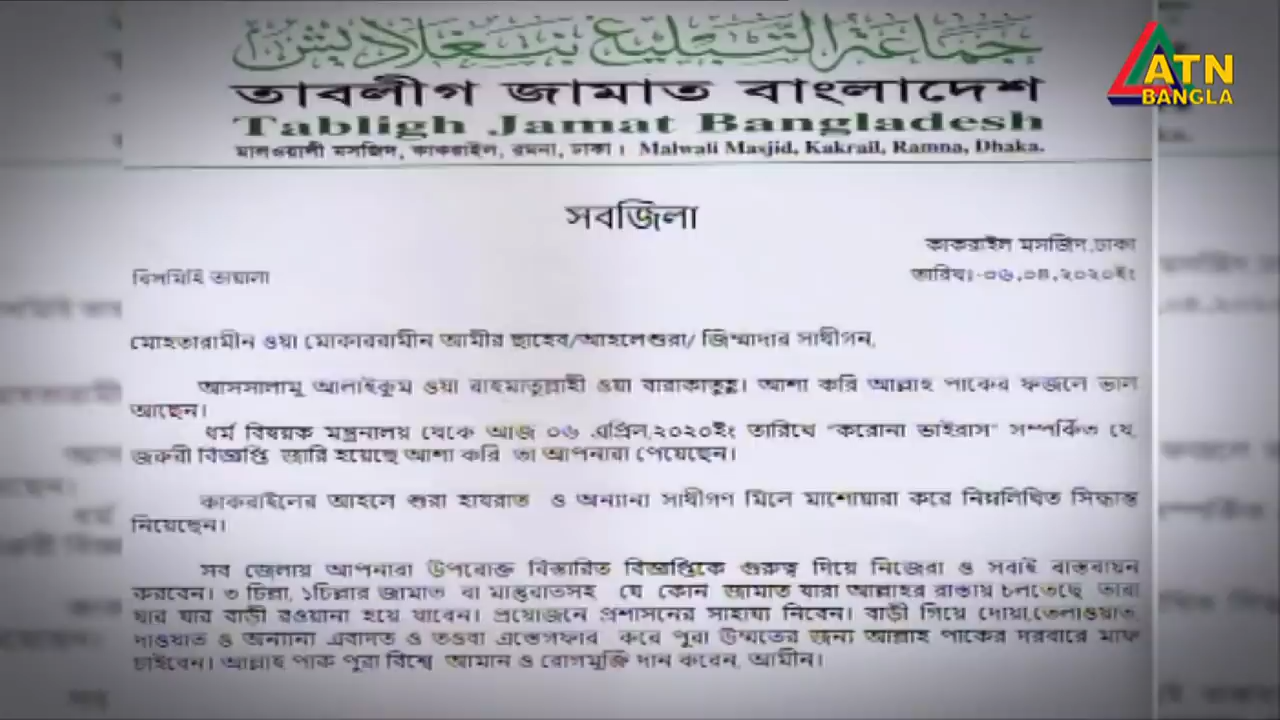 جماعة التبليغ بنغلاديش
ATN
BANGLA
তাবলীগ জামাত বাংলাদেশ
Tabligh Jamat Bangladesh
মালওয়ালী মসজিদ, কাকরাইল, রমনা, ঢাকা। Malwali Masjid, Kakrail, Ramna, Dhaka.
সবজিলা
কাকরাইল মসজিদ,ঢাকা
বিসমিহি তায়ালা
তারিখঃ-০৬.০৪.২০২০ইং
মোহতারামীন ওয়া মোকাররামীন আমীর ছাহেব/আহলেশুরা/ জিম্মাদার সাথীগন,
আসসালামু আলাইকুম ওয়া রাহমাতুল্লাহী ওয়া বারাকাতুহু। আশা করি আল্লাহ পাকের ফজলে ভাল
আছেন।
ধর্ম বিষয়ক মন্ত্রনালয় থেকে আজ ০৬ এপ্রিল,২০২০ইং তারিখে "করোনা ভাইরাস" সম্পর্কিত যে,
জরুরী বিজ্ঞপ্তি জারি হয়েছে আশা করি তা আপনারা পেয়েছেন।
কাকরাইলের আহলে শুরা হাযরাত ও অন্যান্য সাথীগণ মিলে মাশোয়ারা করে নিম্নলিখিত সিদ্ধান্ত
নিয়েছেন।
সব জেলায় আপনারা উপরোক্ত বিস্তারিত বিজ্ঞপ্তিকে গুরুত্ব দিয়ে নিজেরা ও সবাই বাস্তবায়ন
করবেন। ৩ চিল্লা, ১চিল্লার জামাত বা মাস্তুরাতসহ যে কোন জামাত যারা আল্লাহর রাস্তায় চলতেছে তারা
যার যার বাড়ী রওয়ানা হয়ে যাবেন। প্রয়োজনে প্রশাসনের সাহায্য নিবেন। বাড়ী গিয়ে দোয়া,তেলাওয়াত,
দাওয়াত ও অন্যান্য এবাদত ও তওবা এস্তেগফার করে পুরা উম্মতের জন্য আল্লাহ পাকের দরবারে মাফ
চাইবেন। আল্লাহ পাক পুরা বিশ্বে আমান ও রোগমুক্তি দান করেন, আমীন।